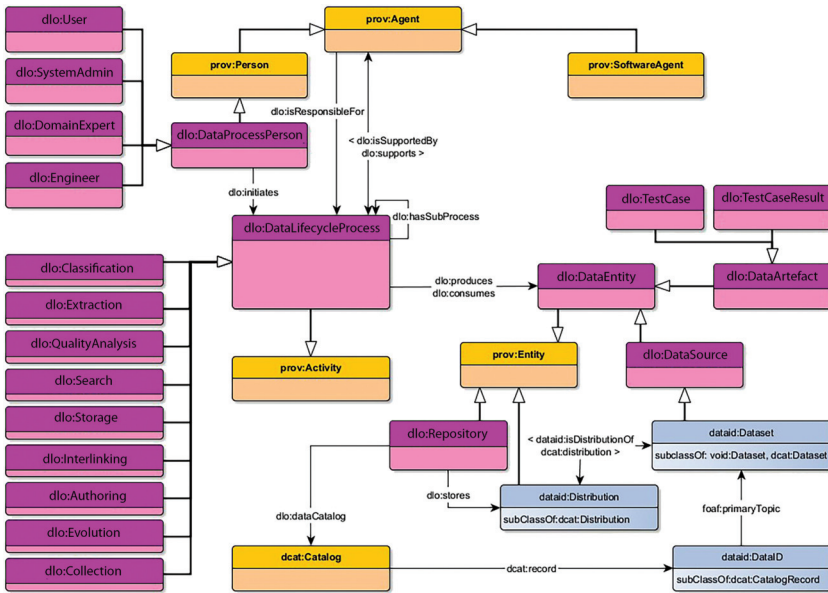 dlo:User
prov:Agent
dlo:SystemAdmin
prov:Person
prov:SoftwareAgent
dlo:DomainExpert
dlo:isResponsibleFor
dlo:DataProcessPerson
< dlo:isSupportedBy
dlo:supports >
dlo:Engineer
dlo:initiates
dlo:TestCase
dlo:TestCaseResult
dlo:hasSubProcess
dlo:DataLifecycleProcess
dlo:Classification
dlo:produces
dlo:consumes
dlo:DataEntity
dlo:DataArtefact
dlo:Extraction
dlo:QualityAnalysis
prov:Activity
prov:Entity
dlo:DataSource
dlo:Search
dlo:Storage
dlo:Repository
< dataid:isDistributionOf
dcat:distribution >
dataid:Dataset
subclassOf: void:Dataset, dcat:Dataset
dlo:Interlinking
dlo:Authoring
dlo:stores
dataid:Distribution
subClassOf:dcat:Distribution
foaf:primaryTopic
dlo:dataCatalog
dlo:Evolution
dcat:Catalog
dcat:record
dataid:DataID
subClassOf:dcat:CatalogRecord
dlo:Collection